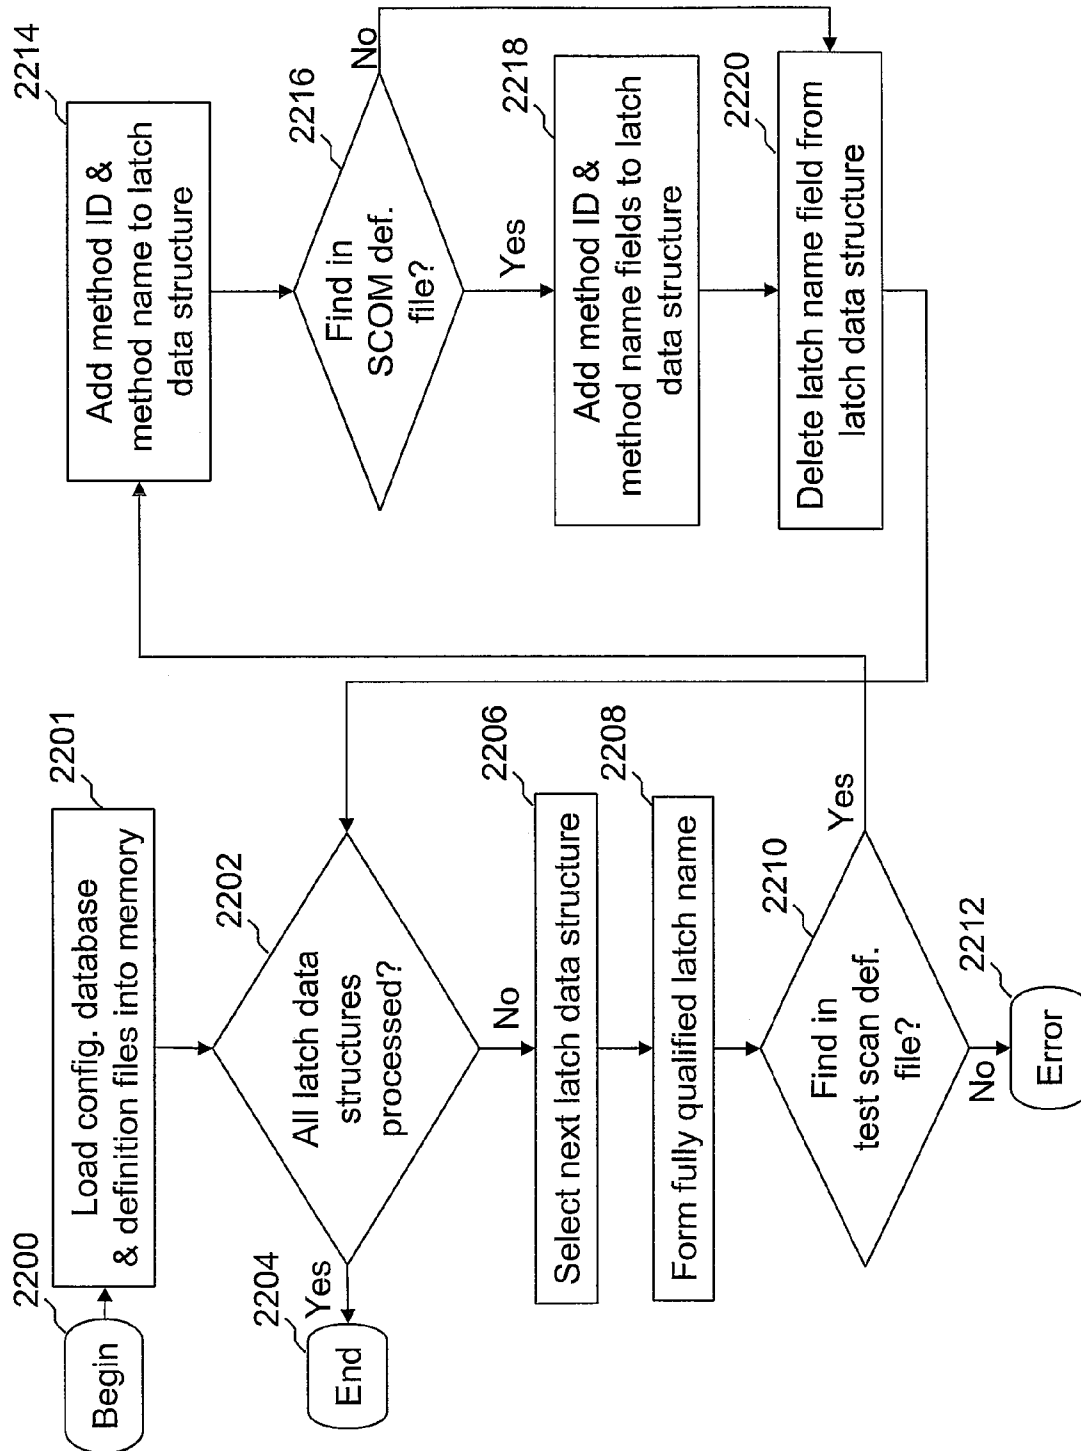 2200
Begin
2201
Load config. database
& definition files into memory
2202
All latch data
structures
processed?
Yes
2204
End
No
2206
Select next latch data structure
2208
Form fully qualified latch name
2210
Find in
test scan def.
file?
Yes
No
2212
Error
2214
Add method ID &
method name to latch
data structure
2216
Find in
SCOM def.
file?
No
Yes
2218
Add method ID &
method name fields to latch
data structure
2220
Delete latch name field from
latch data structure